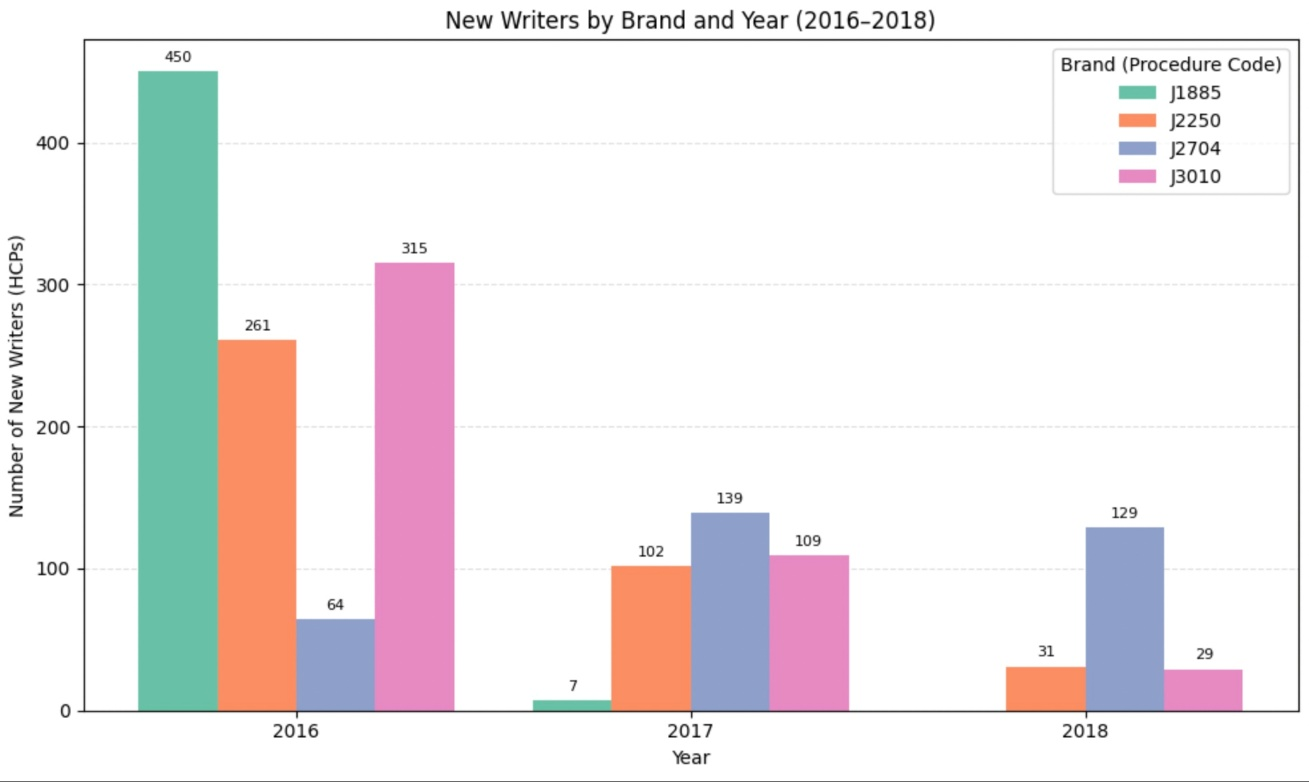 New Writers by Brand and Year (2016–2018)
Number of New Writers (HCPs)
400
300
200
100
0
450
261
64
315
7
102
139
109
31
129
29
Brand (Procedure Code)
J1885
J2250
J2704
J3010
2016
2017
2018
Year